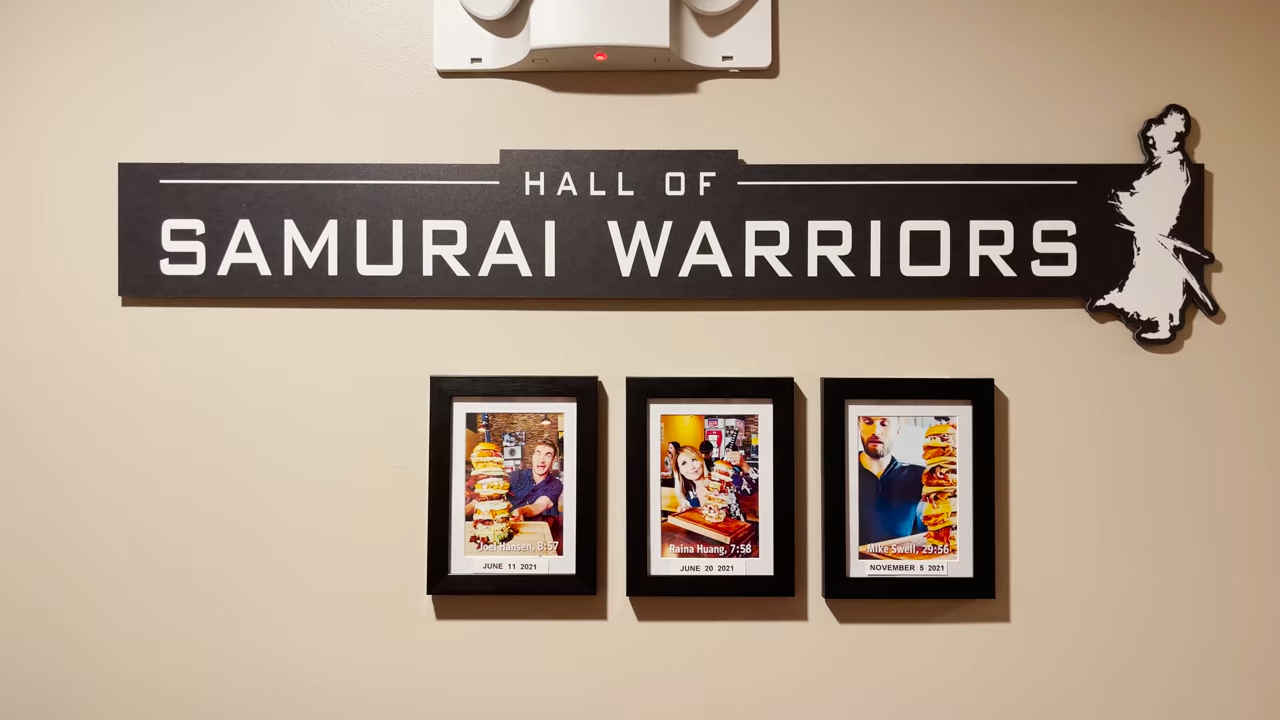 HALL OF
SAMURAI WARRIORS
Joel Hansen, 8:57
JUNE 11 2021
Raina Huang, 7:58
JUNE 20 2021
Mike Swell, 29:56
NOVEMBER 5 2021